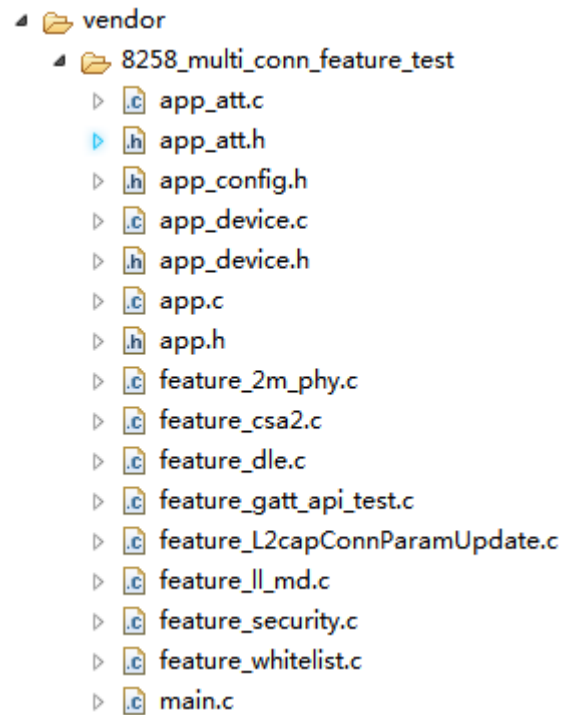 vendor
8258_multi_conn_feature_test
.c app_att.c
.h app_att.h
.h app_config.h
.c app_device.c
.h app_device.h
.c app.c
.h app.h
.c feature_2m_phy.c
.c feature_csa2.c
.c feature_dle.c
.c feature_gatt_api_test.c
.c feature_L2capConnParamUpdate.c
.c feature_ll_md.c
.c feature_security.c
.c feature_whitelist.c
.c main.c